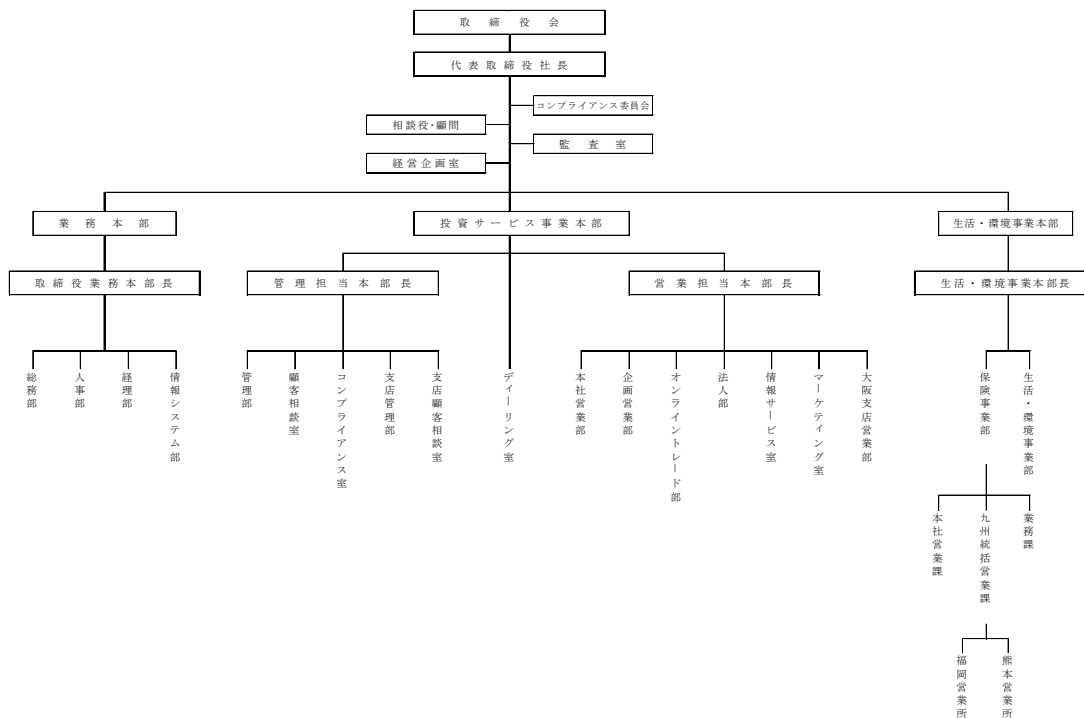 取締役会
代表取締役社長
コンプライアンス委員会
相談役・顧問
監査室
経営企画室
業務本部
投資サービス事業本部
生活・環境事業本部
取締役業務本部長
管理担当本部長
営業担当本部長
生活・環境事業本部長
総務部
人事部
経理部
情報システム部
管理部
顧客相談室
コンプライアンス室
支店管理部
支店顧客相談室
ディーリング室
本社営業部
企画営業部
オンライントレード部
法人部
情報サービス室
マーケティング室
大阪支店営業部
保険事業部
生活・環境事業部
本社営業課
九州統括営業課
業務課
福岡営業所
熊本営業所